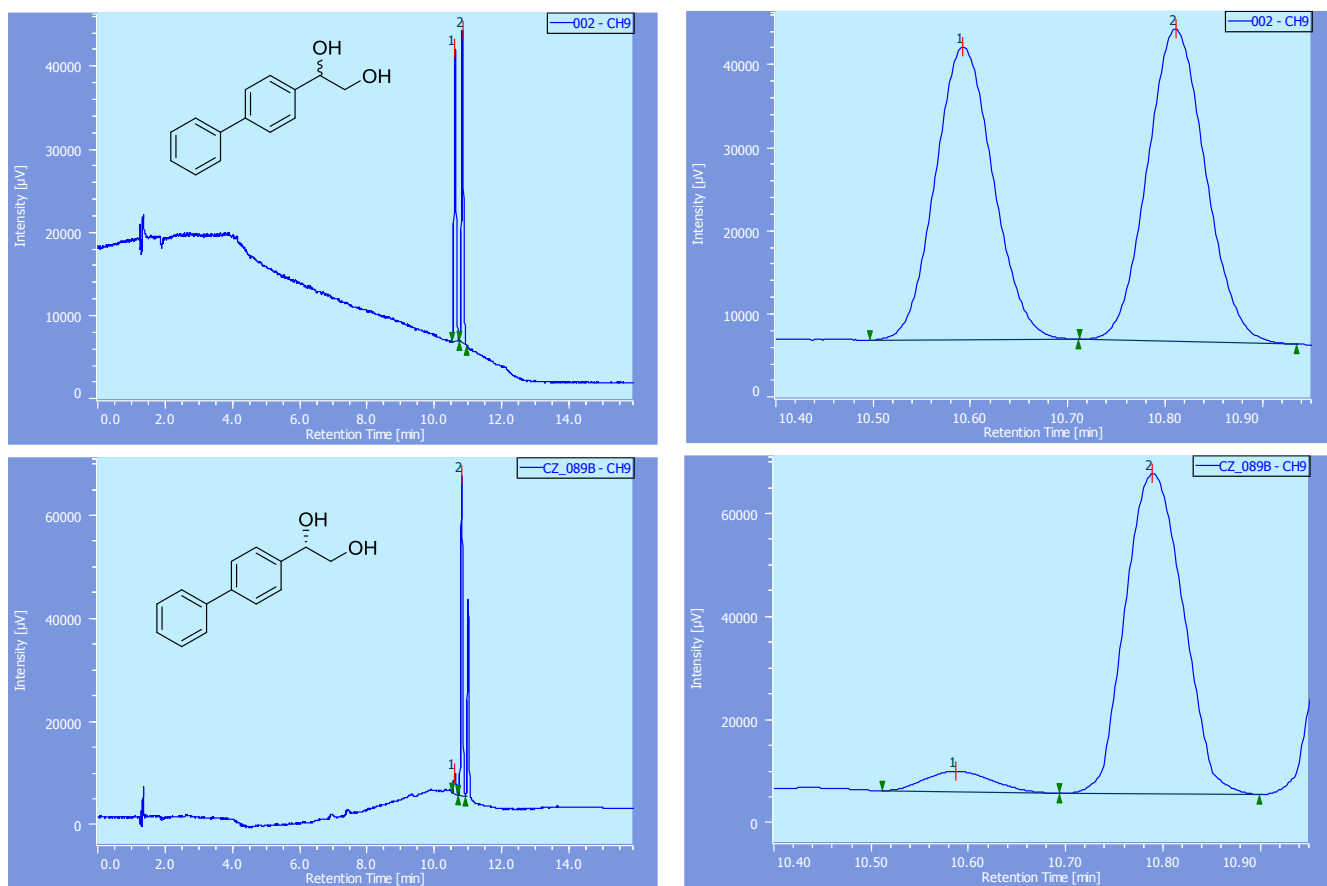 002 - CH9
2
1
OH
OH
40000
30000
20000
10000
0
Intensity [µV]
0.0 2.0 4.0 6.0 8.0 10.0 12.0 14.0
Retention Time [min]
002 - CH9
1
2
40000
30000
20000
10000
0
Intensity [µV]
10.40 10.50 10.60 10.70 10.80 10.90
Retention Time [min]
CZ_089B - CH9
2
1
OH
OH
60000
40000
20000
0
Intensity [µV]
0.0 2.0 4.0 6.0 8.0 10.0 12.0 14.0
Retention Time [min]
CZ_089B - CH9
2
1
60000
40000
20000
0
Intensity [µV]
10.40 10.50 10.60 10.70 10.80 10.90
Retention Time [min]